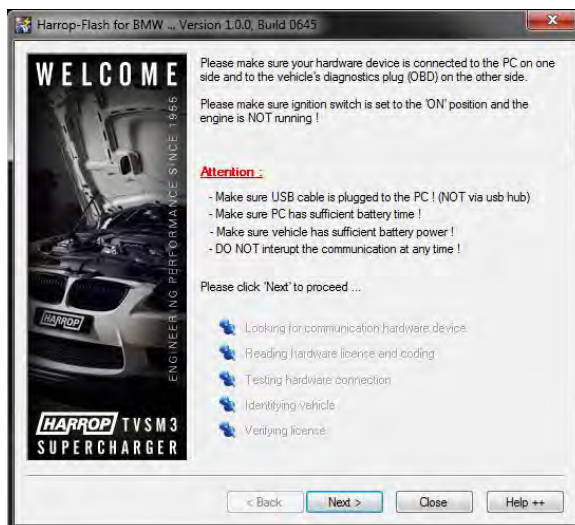 Harrop-Flash for BMW ... Version 1.0.0, Build 0645
WELCOME
ENGINEERING PERFORMANCE SINCE 1955
HARROP
HARROP TVSM3
SUPERCHARGER
Please make sure your hardware device is connected to the PC on one
side and to the vehicle's diagnostics plug (OBD) on the other side.
Please make sure ignition switch is set to the 'ON' position and the
engine is NOT running !
Attention :
- Make sure USB cable is plugged to the PC ! (NOT via usb hub)
- Make sure PC has sufficient battery time !
- Make sure vehicle has sufficient battery power !
- DO NOT interupt the communication at any time !
Please click 'Next' to proceed ...
Looking for communication hardware device
Reading hardware license and coding
Testing hardware connection
Identifying vehicle
Verifying license
< Back
Next >
Close
Help ++